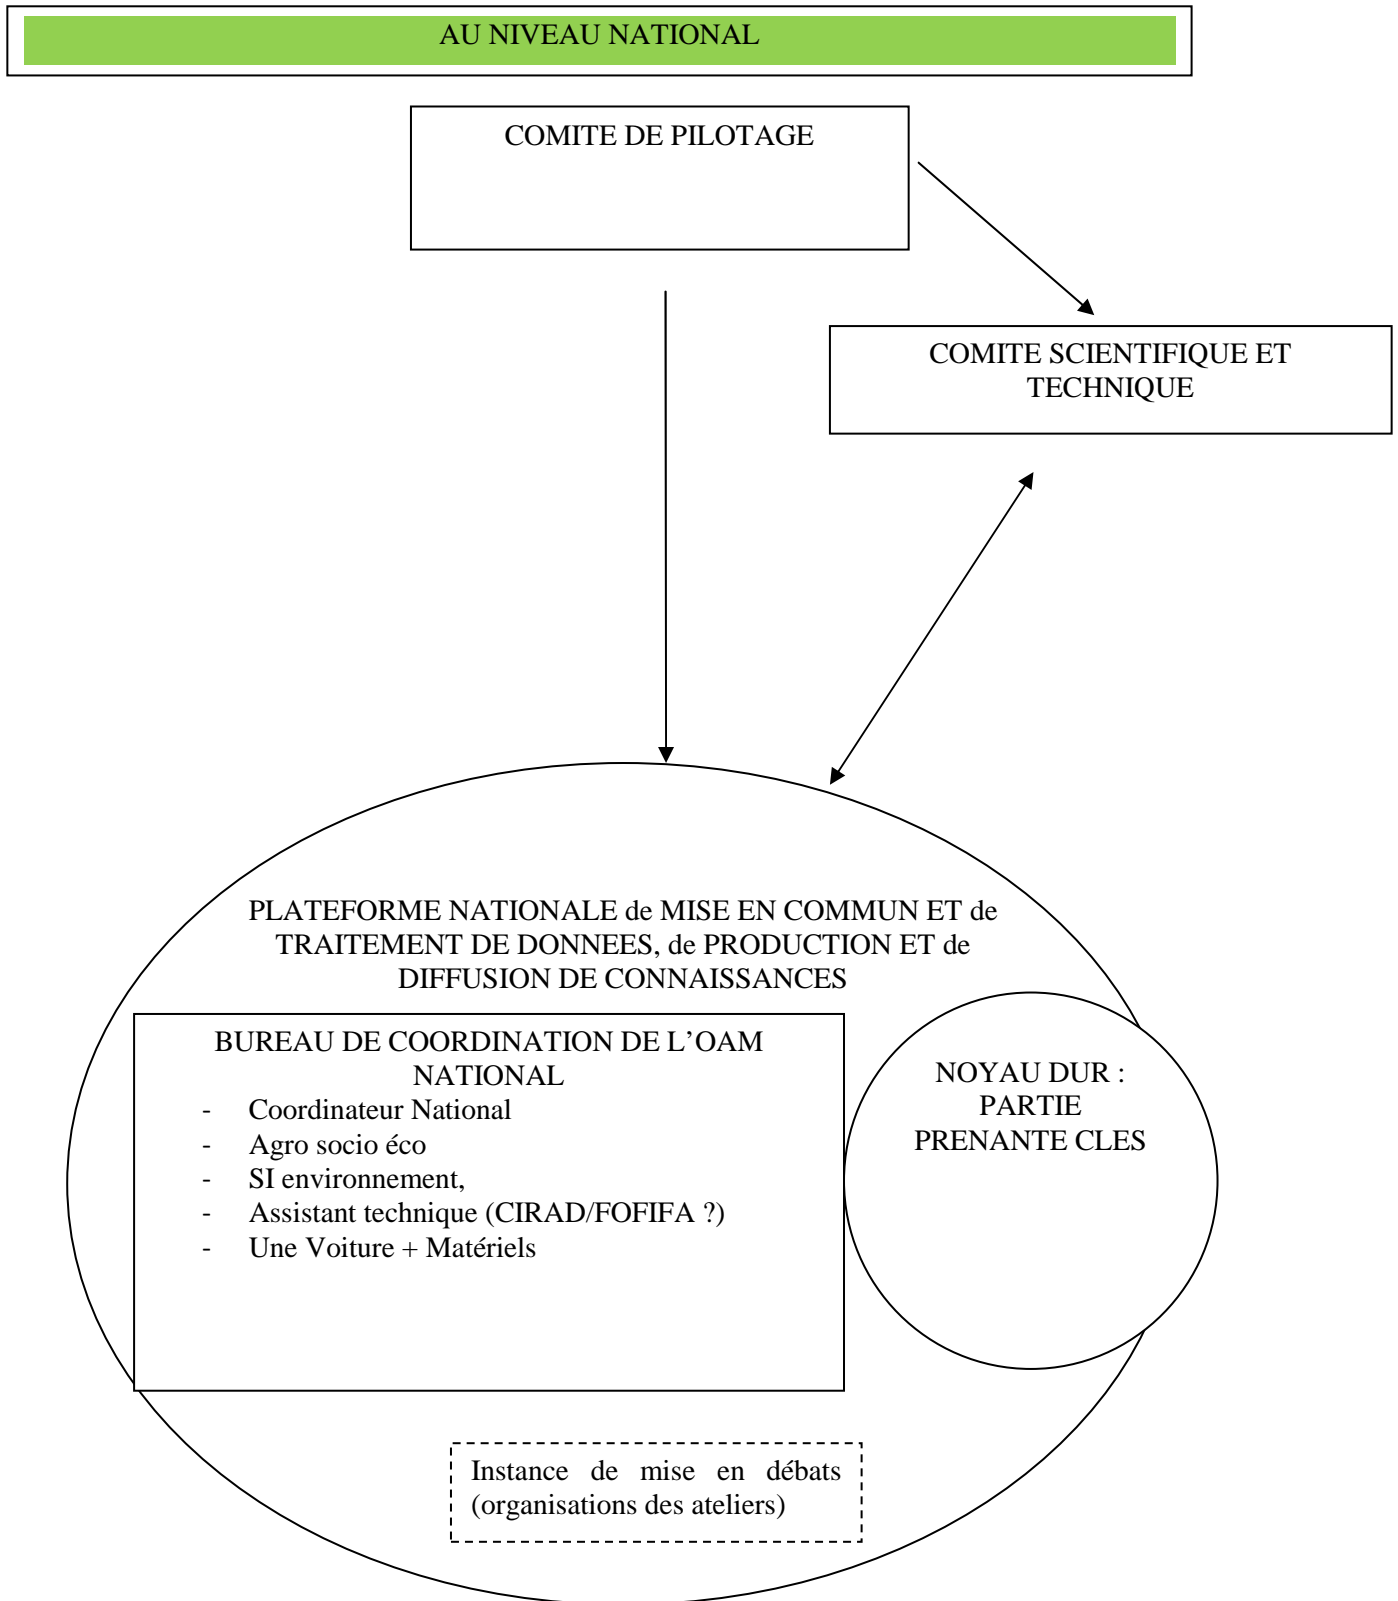 AU NIVEAU NATIONAL
COMITE DE PILOTAGE
COMITE SCIENTIFIQUE ET
TECHNIQUE
PLATEFORME NATIONALE de MISE EN COMMUN ET de
TRAITEMENT DE DONNEES, de PRODUCTION ET de
DIFFUSION DE CONNAISSANCES
BUREAU DE COORDINATION DE L’OAM
NATIONAL
- Coordinateur National
- Agro socio éco
- SI environnement,
- Assistant technique (CIRAD/FOFIFA ?)
- Une Voiture + Matériels
NOYAU DUR :
PARTIE
PRENANTE CLES
Instance de mise en débats
(organisations des ateliers)